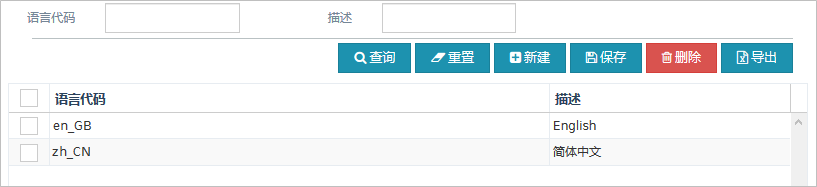 语言代码 描述
查询 重置 新建 保存 删除 导出
语言代码 描述
en_GB English
zh_CN 简体中文